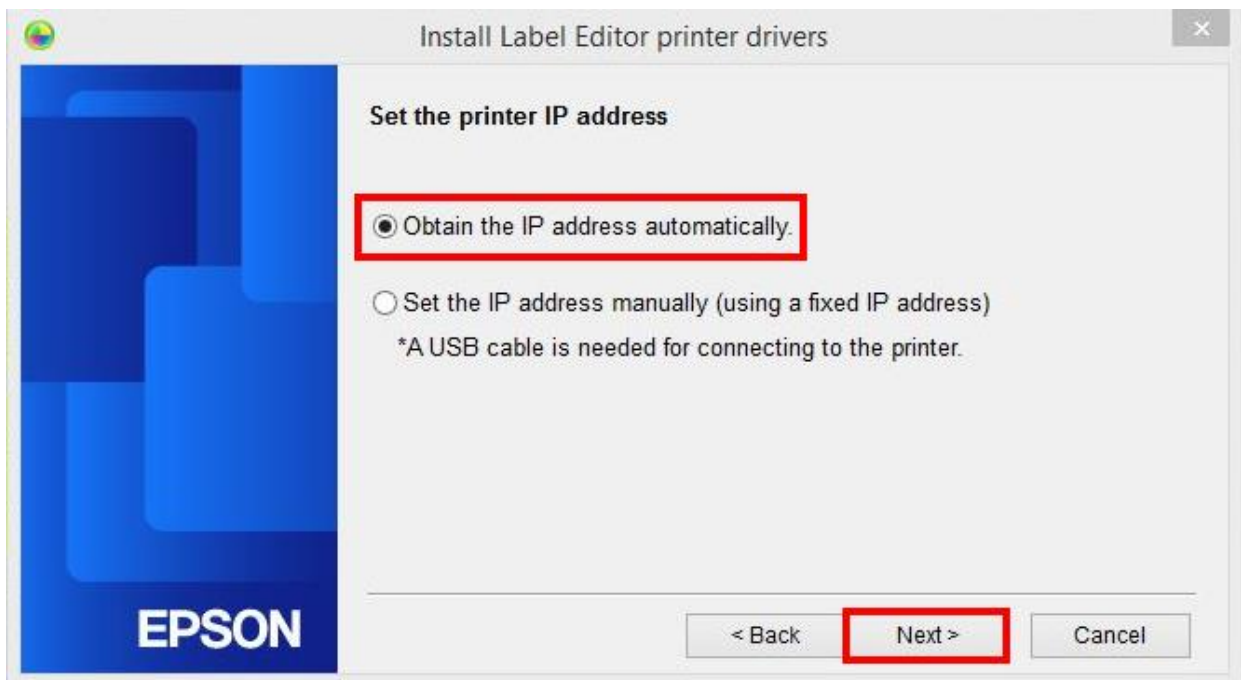 Install Label Editor printer drivers
Set the printer IP address
Obtain the IP address automatically.
Set the IP address manually (using a fixed IP address)
*A USB cable is needed for connecting to the printer.
EPSON
< Back Next > Cancel